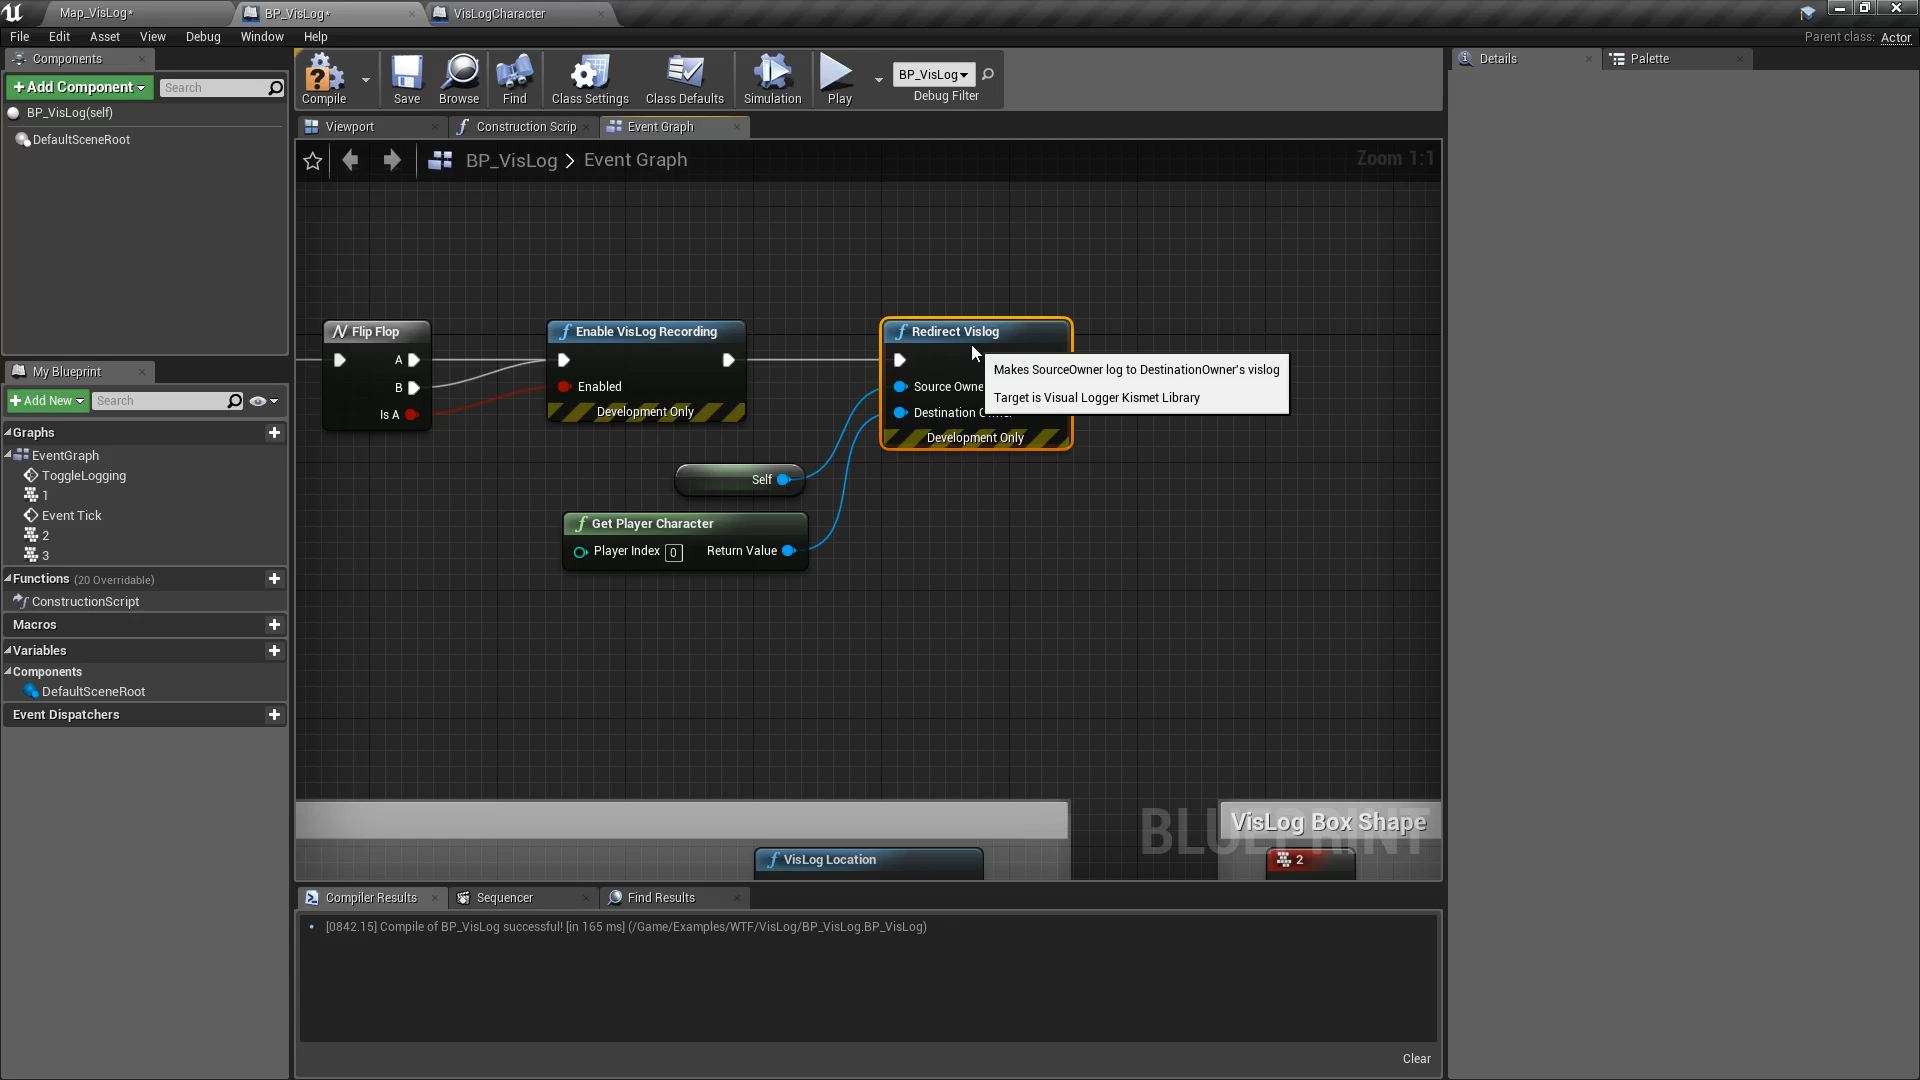 Map_VisLog*
BP_VisLog*
VisLogCharacter
File Edit Asset View Debug Window Help
Parent class: Actor
Components
+Add Component
Search
BP_VisLog(self)
DefaultSceneRoot
Compile
Save
Browse
Find
Class Settings
Class Defaults
Simulation
Play
BP_VisLog
Debug Filter
Details
Palette
Viewport
Construction Scrip
Event Graph
BP_VisLog > Event Graph
Zoom 1:1
My Blueprint
+Add New
Search
Graphs
EventGraph
ToggleLogging
1
Event Tick
2
3
Functions (20 Overridable)
ConstructionScript
Macros
Variables
Components
DefaultSceneRoot
Event Dispatchers
Flip Flop
A
B
Is A
Enable VisLog Recording
Enabled
Development Only
Redirect Vislog
Source Owne
Destination
Development Only
Makes SourceOwner log to DestinationOwner's vislog
Target is Visual Logger Kismet Library
Self
Get Player Character
Player Index 0
Return Value
BLUEPRINT
VisLog Box Shape
VisLog Location
2
Compiler Results
Sequencer
Find Results
[0842.15] Compile of BP_VisLog successful! [in 165 ms] (/Game/Examples/WTF/VisLog/BP_VisLog.BP_VisLog)
Clear